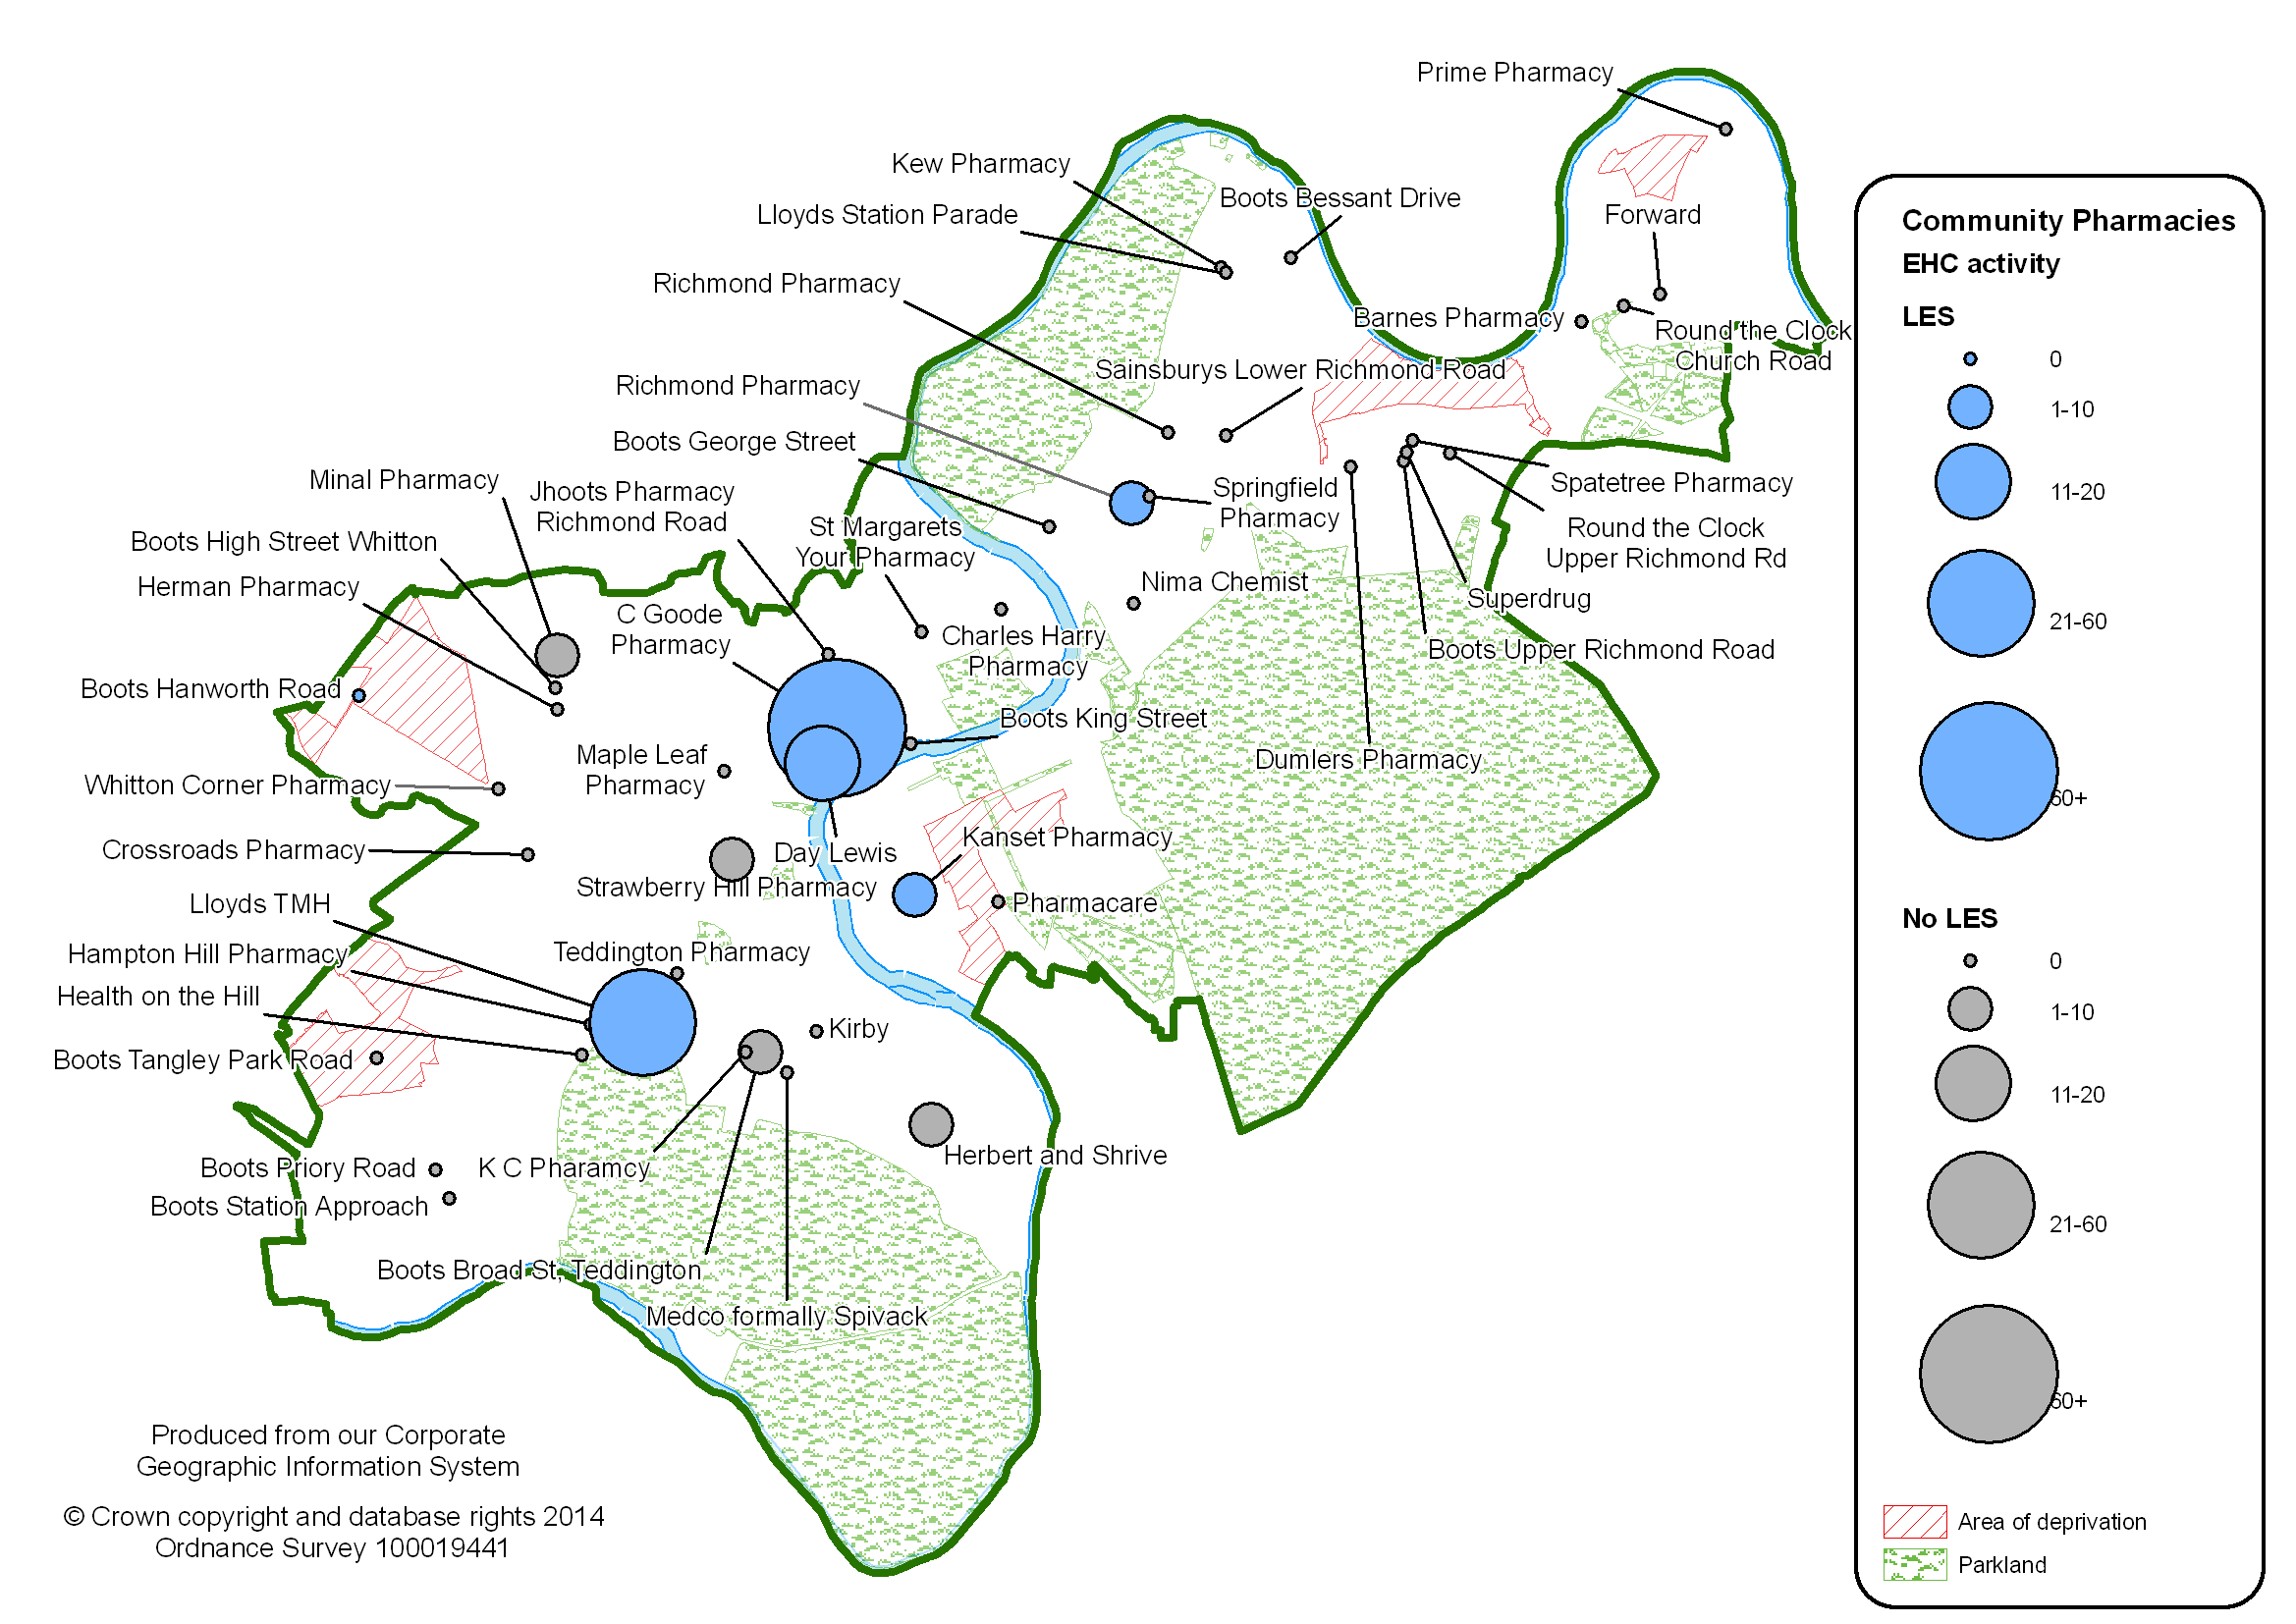 Prime Pharmacy
Kew Pharmacy
Boots Bessant Drive
Lloyds Station Parade
Forward
Richmond Pharmacy
Barnes Pharmacy
Round the Clock
Church Road
Sainsburys Lower Richmond Road
Richmond Pharmacy
Boots George Street
Minal Pharmacy
Jhoots Pharmacy
Richmond Road
Springfield
Pharmacy
Spatetree Pharmacy
St Margarets
Your Pharmacy
Round the Clock
Upper Richmond Rd
Boots High Street Whitton
Herman Pharmacy
Nima Chemist
Superdrug
C Goode
Pharmacy
Charles Harry
Pharmacy
Boots Upper Richmond Road
Boots Hanworth Road
Boots King Street
Maple Leaf
Pharmacy
Dumlers Pharmacy
Whitton Corner Pharmacy
Kanset Pharmacy
Crossroads Pharmacy
Day Lewis
Strawberry Hill Pharmacy
Lloyds TMH
Pharmacare
Hampton Hill Pharmacy
Teddington Pharmacy
Health on the Hill
Kirby
Boots Tangley Park Road
Herbert and Shrive
Boots Priory Road
K C Pharamcy
Boots Station Approach
Boots Broad St, Teddington
Medco formally Spivack
Produced from our Corporate
Geographic Information System
© Crown copyright and database rights 2014
Ordnance Survey 100019441
Community Pharmacies
EHC activity
LES
0
1-10
11-20
21-60
60+
No LES
0
1-10
11-20
21-60
60+
Area of deprivation
Parkland